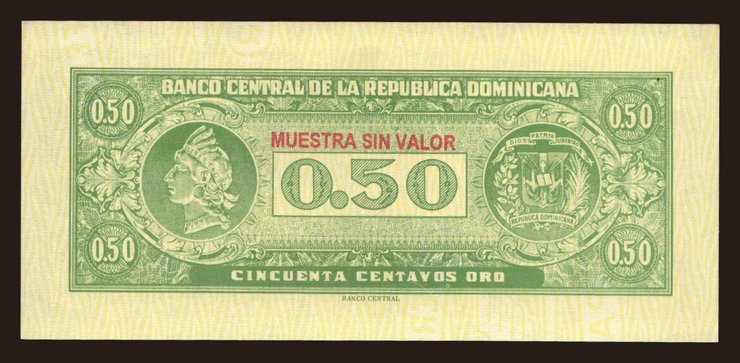 BANCO CENTRAL DE LA REPUBLICA DOMINICANA
0.50
0.50
MUESTRA SIN VALOR
0.50
DIOS PATRIA LIBERTAD
REPUBLICA DOMINICANA
0.50
0.50
CINCUENTA CENTAVOS ORO
BANCO CENTRAL